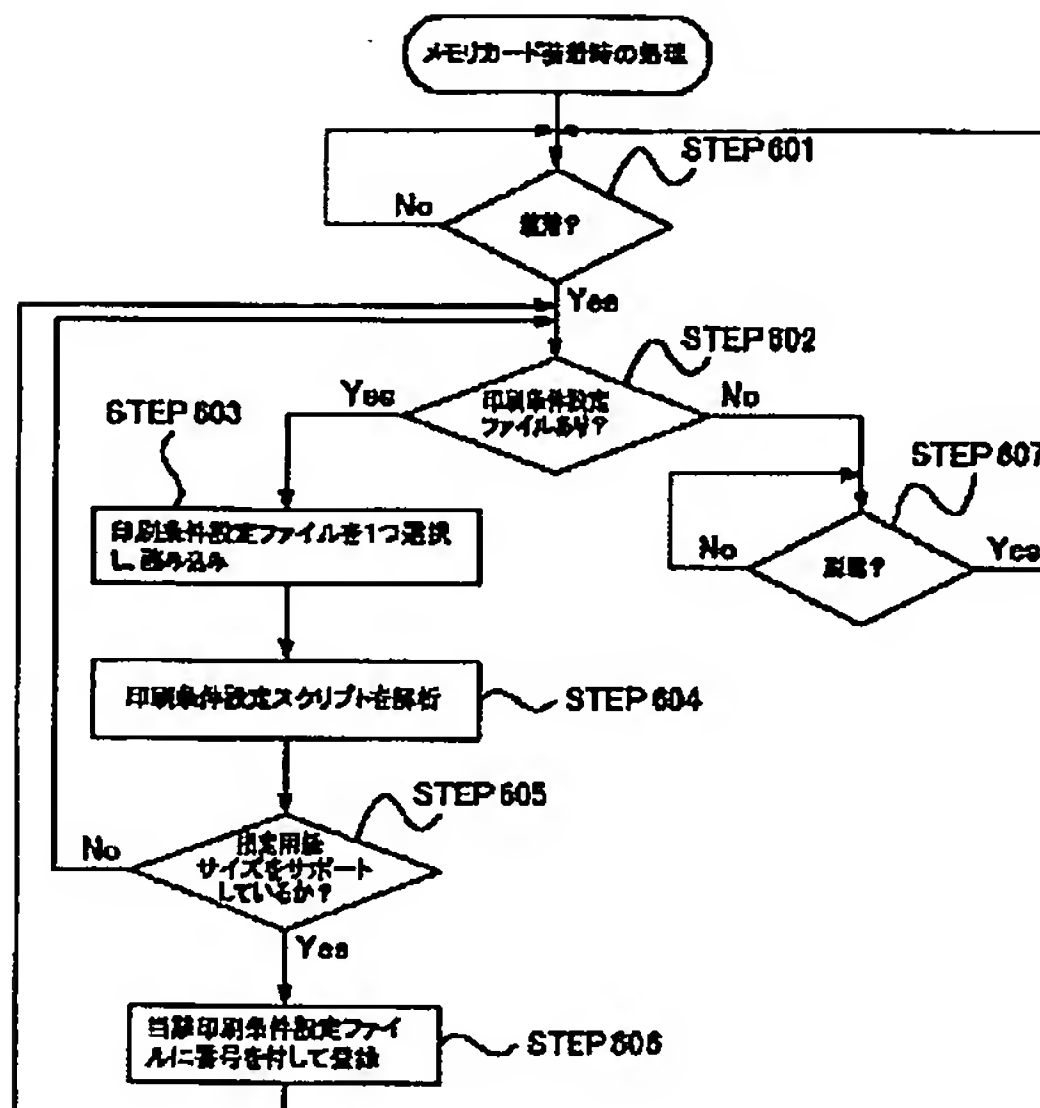 メモリカード装着時の処理
STEP 601
No
装着?
Yes
STEP 602
Yes
印刷条件設定
ファイルあり?
No
STEP 603
STEP 607
印刷条件設定ファイルを1つ選択
し、読み込み
No
脱着?
Yes
印刷条件設定スクリプトを解析
STEP 604
STEP 605
No
指定用紙
サイズをサポート
しているか?
Yes
当該印刷条件設定ファイ
ルに番号を付して登録
STEP 606